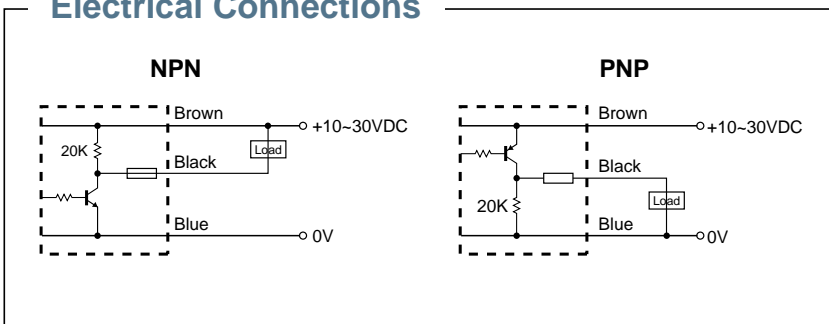 Electrical Connections
NPN
Brown
+10~30VDC
20K
Load
Black
Blue
0V
PNP
Brown
+10~30VDC
Black
20K
Load
Blue
0V